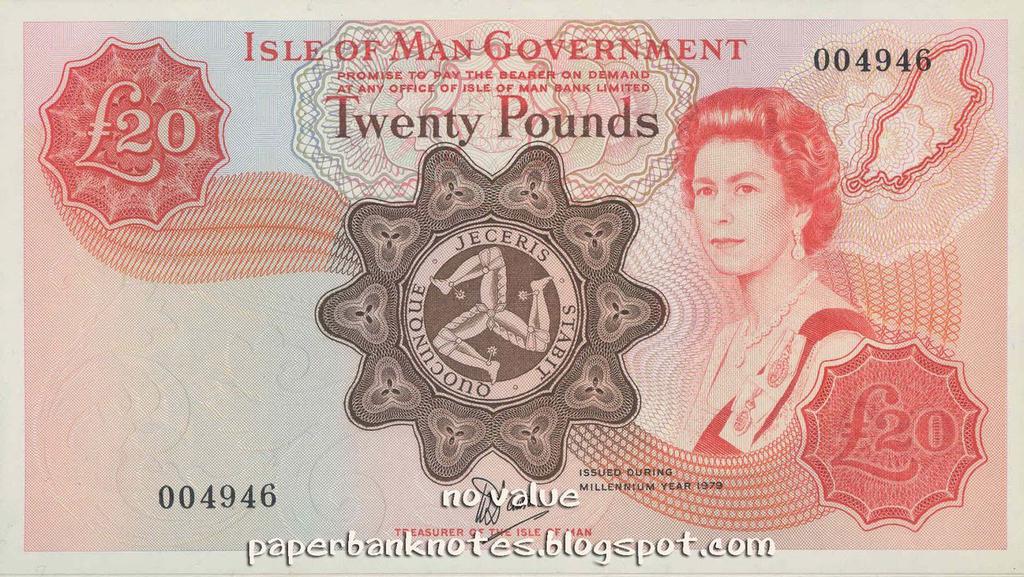 ISLE OF MAN GOVERNMENT
004946
PROMISE TO PAY THE BEARER ON DEMAND
AT ANY OFFICE OF ISLE OF MAN BANK LIMITED
Twenty Pounds
£20
QUOCUNQUE · JECERIS · STABIT
£20
ISSUED DURING
MILLENNIUM YEAR 1979
004946
no value
TREASURER OF THE ISLE OF MAN
paperbanknotes.blogspot.com